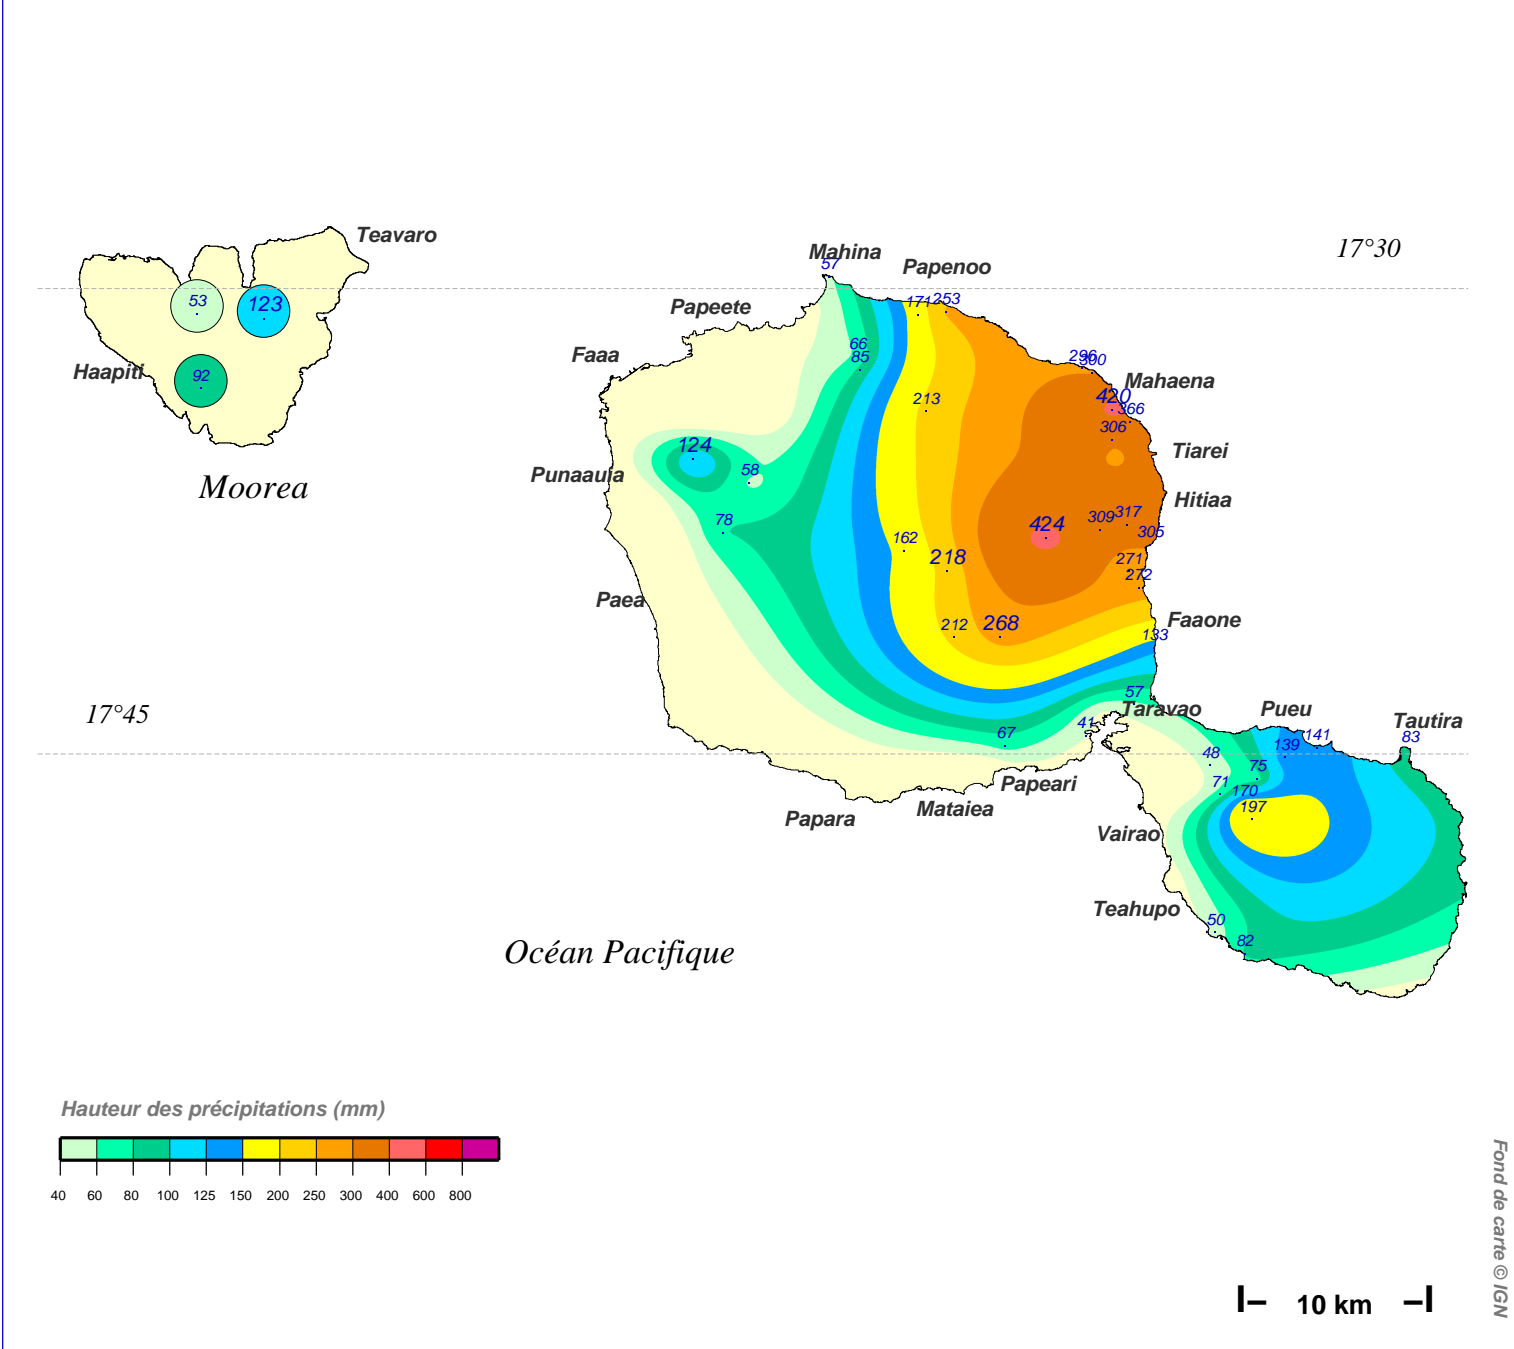 Teavaro
17°30
Mahina
57
Papenoo
53
123
171
253
Papeete
Faaa
66
85
296
300
Haapiti
92
Mahaena
213
420
366
306
124
Tiarei
Punaauia
58
Moorea
Hitiaa
78
424
309
317
305
162
218
271
272
Paea
212
268
Faaone
133
57
17°45
Taravao
Pueu
Tautira
67
41
139
141
83
48
75
71
170
197
Papeari
Mataiea
Papara
Vairao
Teahupo
50
82
Océan Pacifique
Hauteur des précipitations (mm)
40 60 80 100 125 150 200 250 300 400 600 800
Fond de carte © IGN
10 km